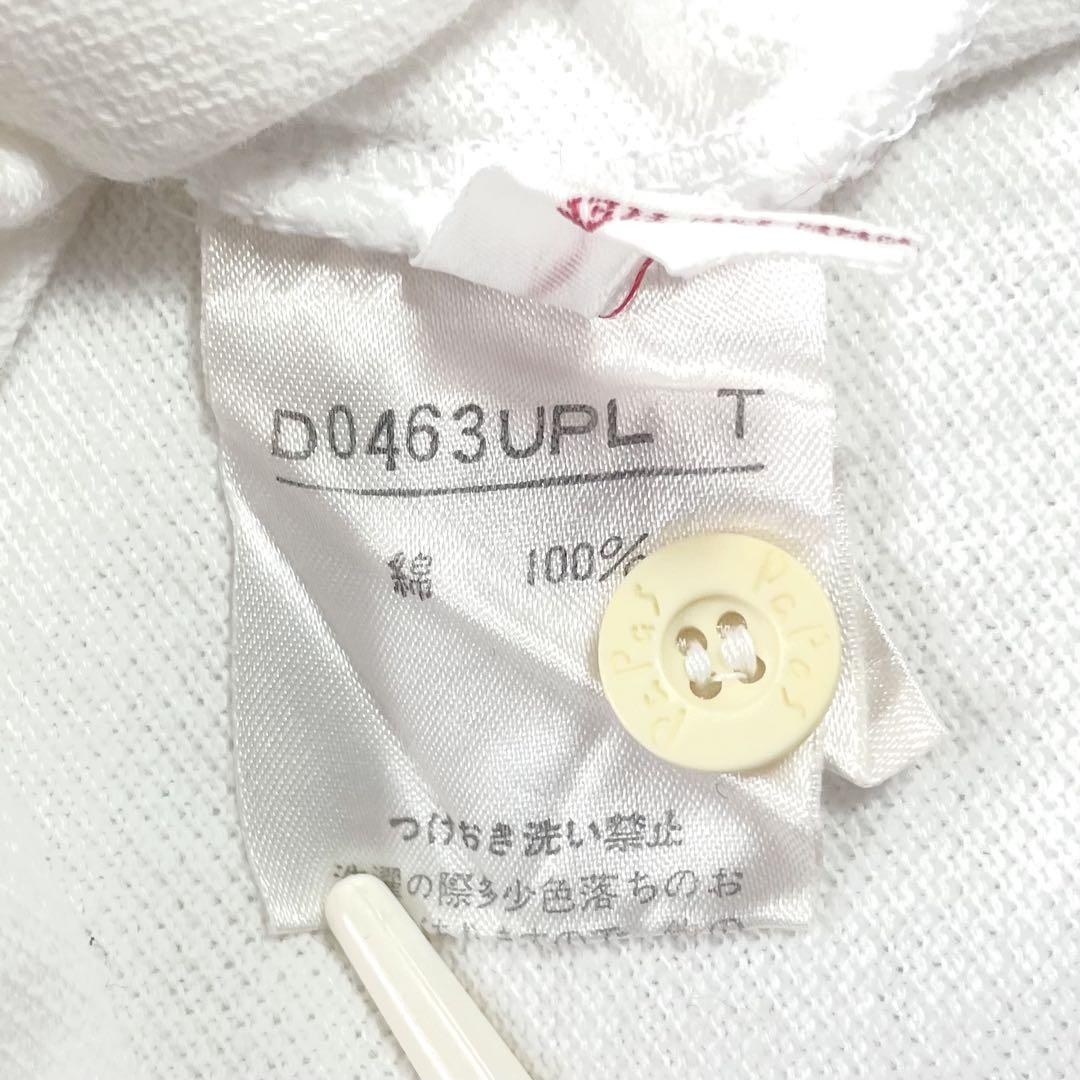 D0463UPL T
綿 100%
PaPas PaPas
つけおき洗い禁止
洗濯の際多少色落ちのお